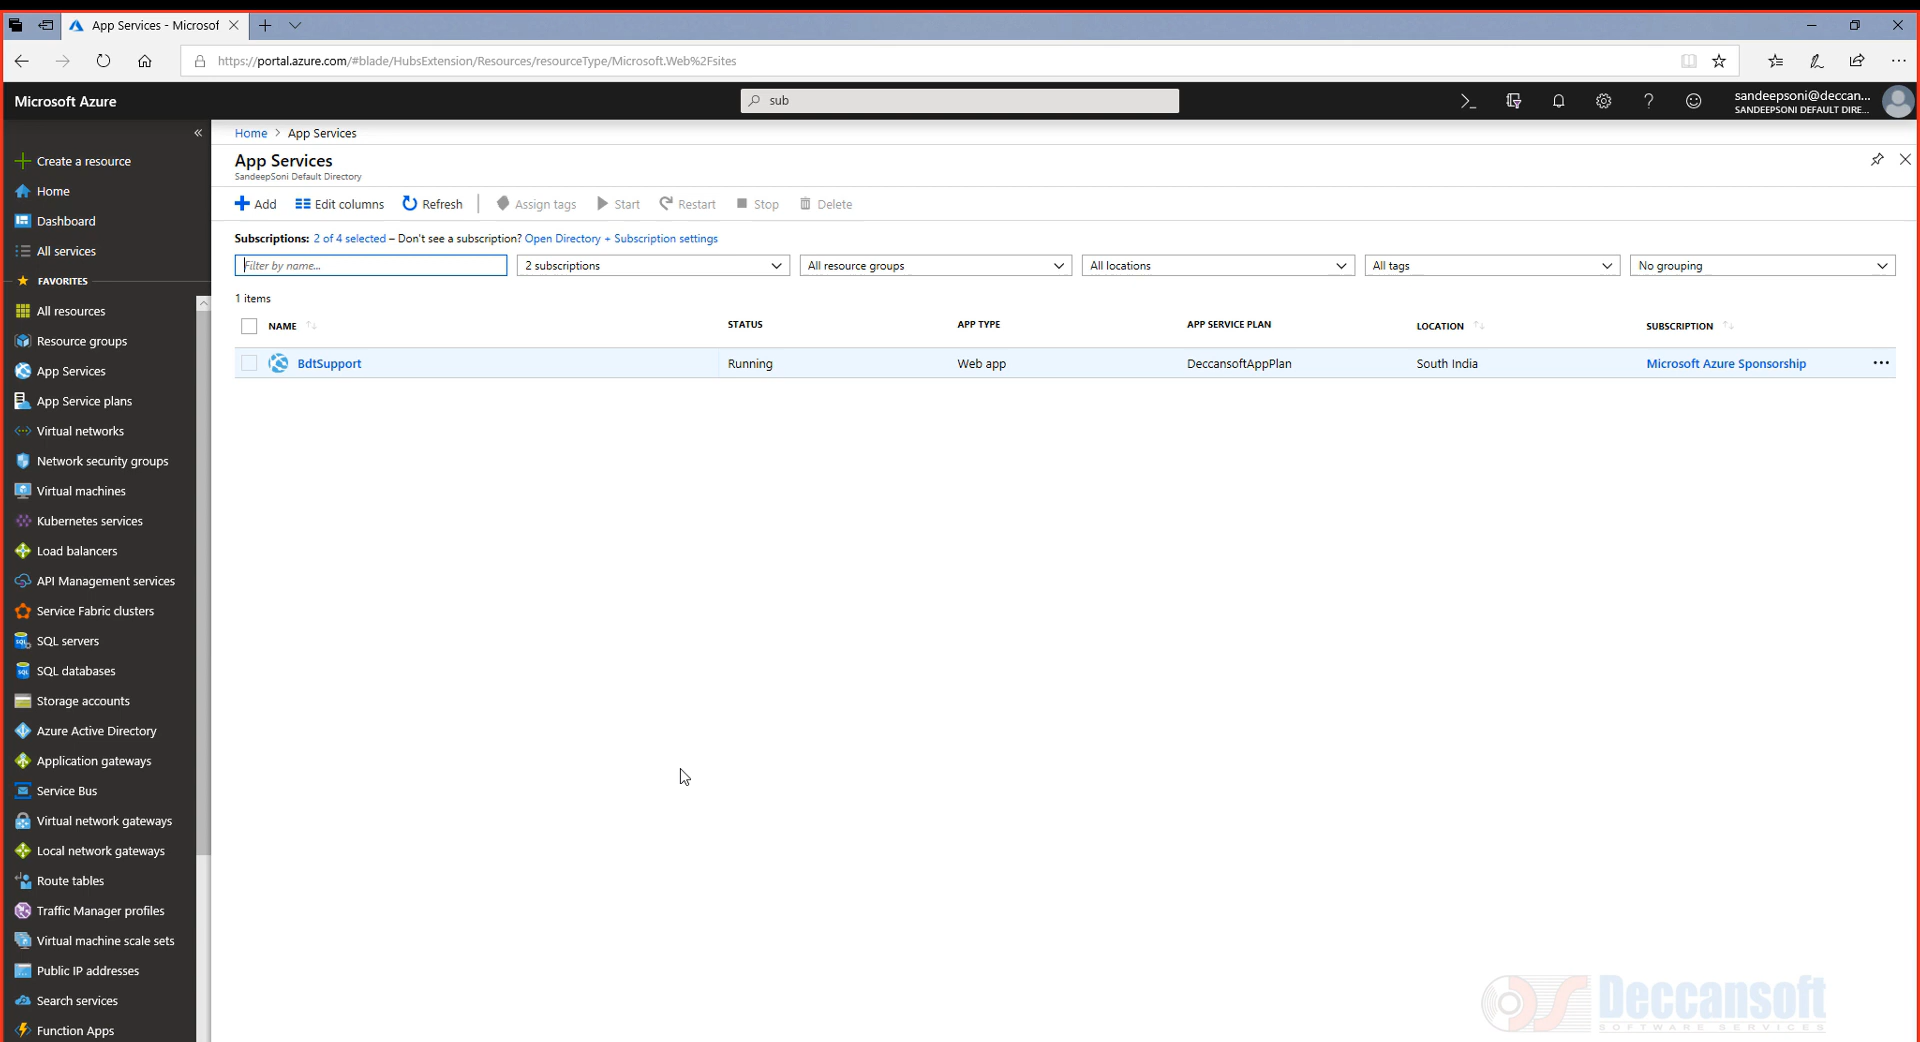 App Services - Microsof
https://portal.azure.com/#blade/HubsExtension/Resources/resourceType/Microsoft.Web%2Fsites
Microsoft Azure
sub
sandeepsoni@deccan...
SANDEEPSONI DEFAULT DIRE...
Home > App Services
App Services
SandeepSoni Default Directory
Create a resource
Home
Dashboard
All services
FAVORITES
All resources
Resource groups
App Services
App Service plans
Virtual networks
Network security groups
Virtual machines
Kubernetes services
Load balancers
API Management services
Service Fabric clusters
SQL servers
SQL databases
Storage accounts
Azure Active Directory
Application gateways
Service Bus
Virtual network gateways
Local network gateways
Route tables
Traffic Manager profiles
Virtual machine scale sets
Public IP addresses
Search services
Function Apps
Add Edit columns Refresh Assign tags Start Restart Stop Delete
Subscriptions: 2 of 4 selected – Don't see a subscription? Open Directory + Subscription settings
Filter by name... 2 subscriptions All resource groups All locations All tags No grouping
1 items
NAME STATUS APP TYPE APP SERVICE PLAN LOCATION SUBSCRIPTION
BdtSupport Running Web app DeccansoftAppPlan South India Microsoft Azure Sponsorship
Deccansoft
SOFTWARE SERVICES